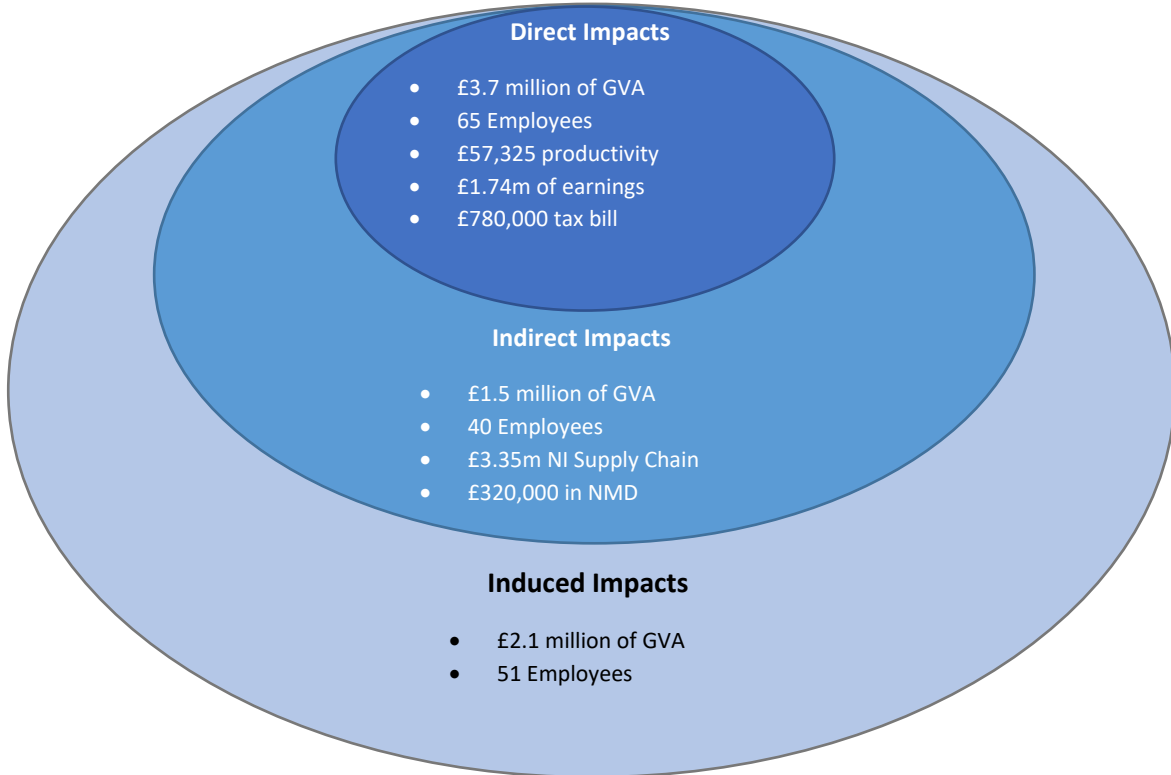 Direct Impacts
• £3.7 million of GVA
• 65 Employees
• £57,325 productivity
• £1.74m of earnings
• £780,000 tax bill
Indirect Impacts
• £1.5 million of GVA
• 40 Employees
• £3.35m NI Supply Chain
• £320,000 in NMD
Induced Impacts
• £2.1 million of GVA
• 51 Employees